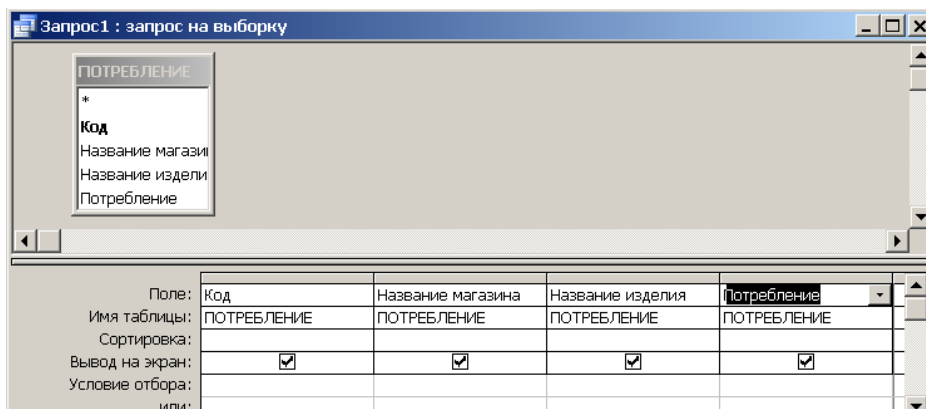 Запрос1 : запрос на выборку
ПОТРЕБЛЕНИЕ
*
Код
Название магази
Название издели
Потребление
Поле: Код Название магазина Название изделия Потребление
Имя таблицы: ПОТРЕБЛЕНИЕ ПОТРЕБЛЕНИЕ ПОТРЕБЛЕНИЕ ПОТРЕБЛЕНИЕ
Сортировка:
Вывод на экран:
Условие отбора:
или: